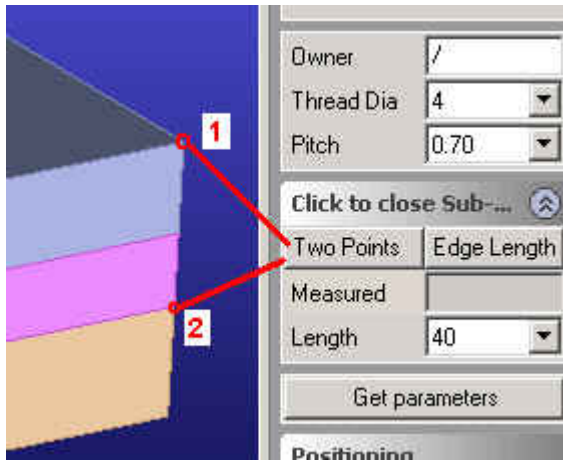 Owner /
Thread Dia 4
Pitch 0.70
Click to close Sub-...
Two Points Edge Length
Measured
Length 40
Get parameters
Positioning
1
2